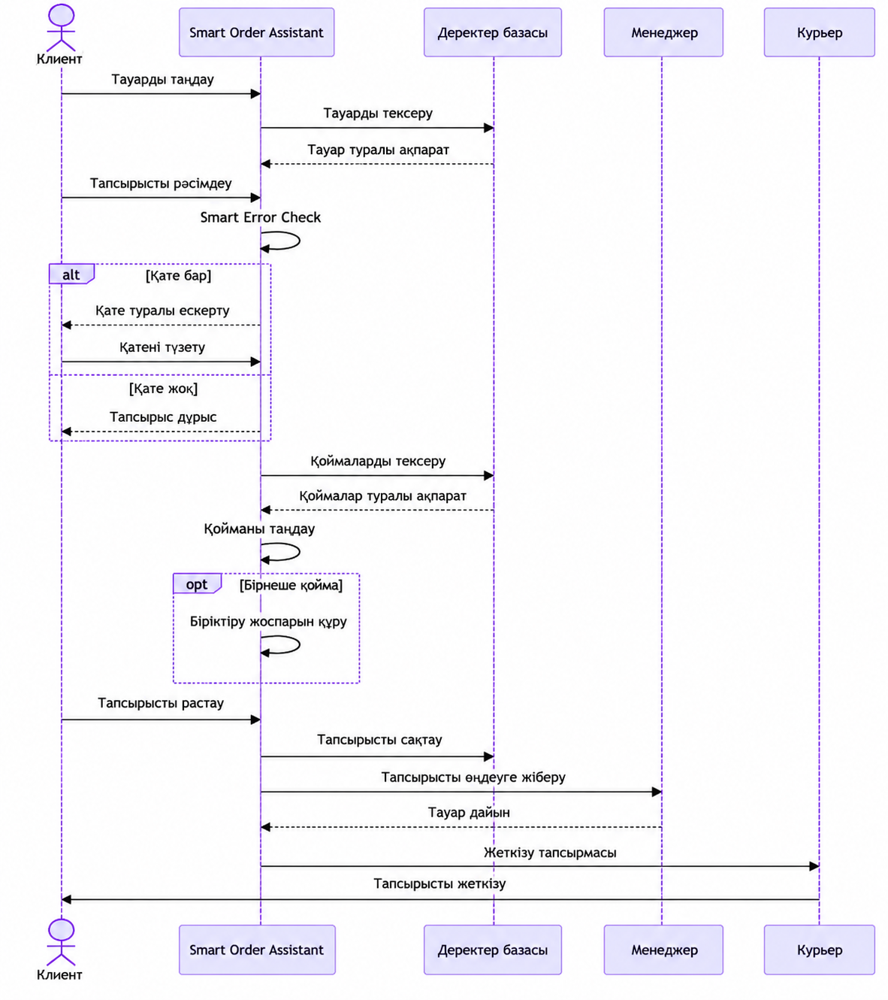 Клиент
Smart Order Assistant
Деректер базасы
Менеджер
Курьер
Тауарды таңдау
Тауарды тексеру
Тауар туралы ақпарат
Тапсырысты рәсімдеу
Smart Error Check
alt
[Қате бар]
Қате туралы ескерту
Қатені түзету
[Қате жоқ]
Тапсырыс дұрыс
Қоймаларды тексеру
Қоймалар туралы ақпарат
Қойманы таңдау
opt
[Бірнеше қойма]
Біріктіру жоспарын құру
Тапсырысты растау
Тапсырысты сақтау
Тапсырысты өңдеуге жіберу
Тауар дайын
Жеткізу тапсырмасы
Тапсырысты жеткізу
Клиент
Smart Order Assistant
Деректер базасы
Менеджер
Курьер